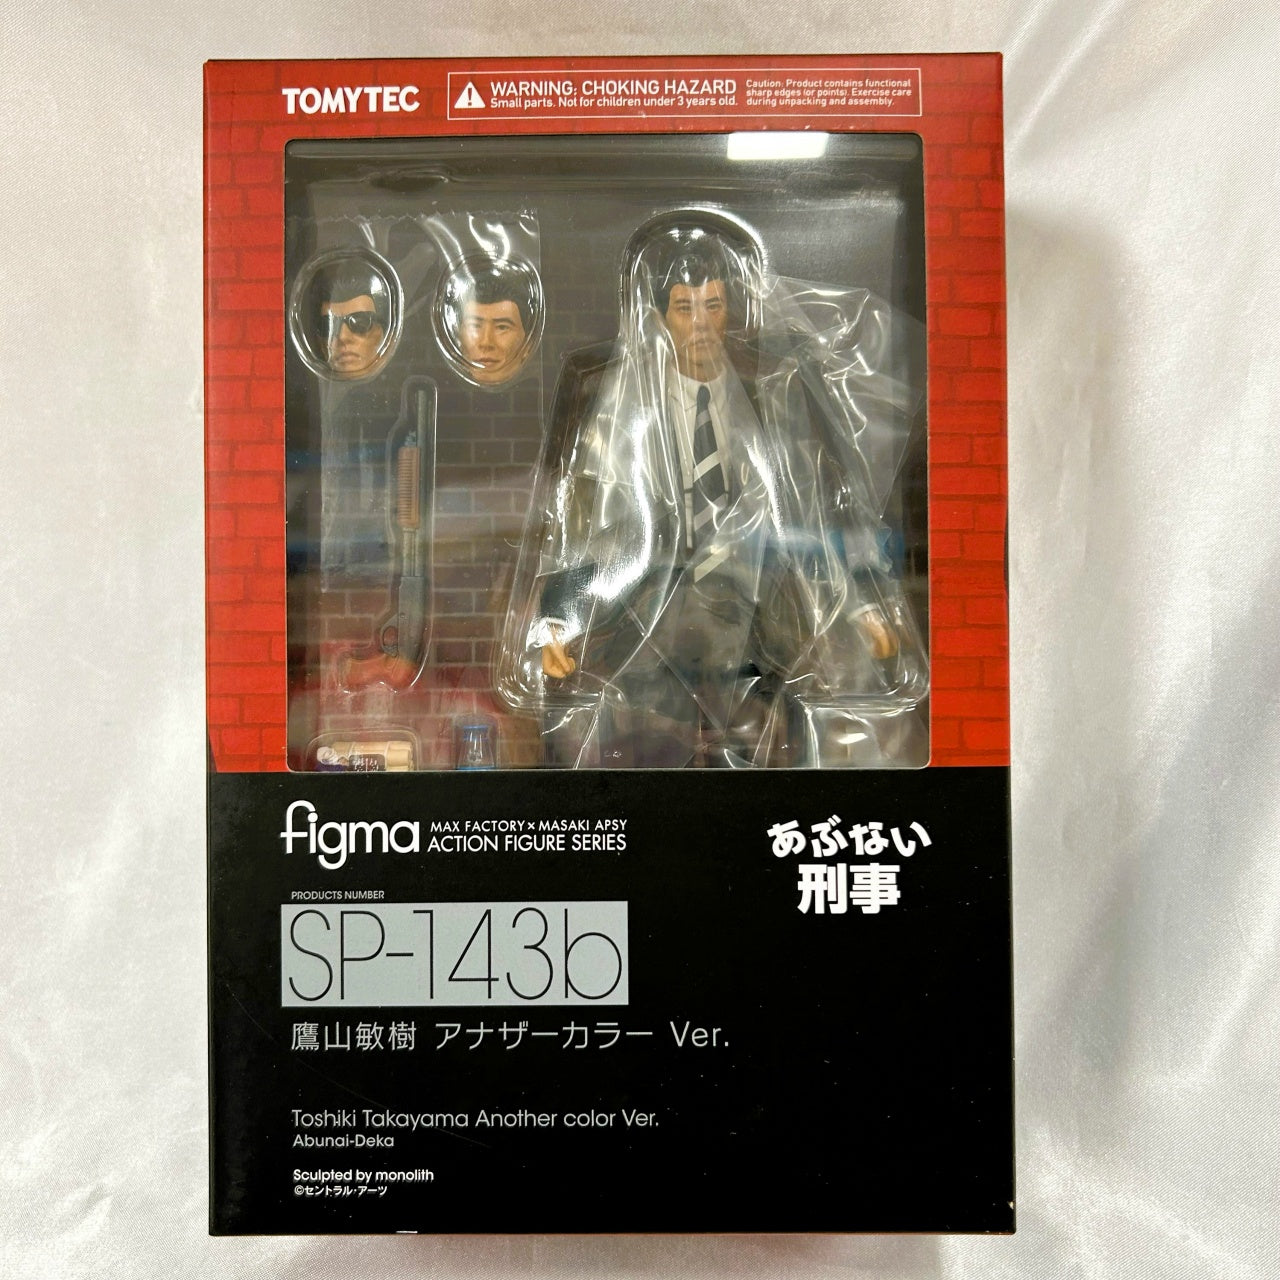 TOMYTEC
WARNING: CHOKING HAZARD
Small parts. Not for children under 3 years old.
Caution: Product contains functional
sharp edges (or points). Exercise care
during unpacking and assembly.
figma
MAX FACTORY×MASAKI APSY
ACTION FIGURE SERIES
あぶない
刑事
PRODUCTS NUMBER
SP-143b
鷹山敏樹 アナザーカラー Ver.
Toshiki Takayama Another color Ver.
Abunai-Deka
Sculpted by monolith
©セントラル・アーツ